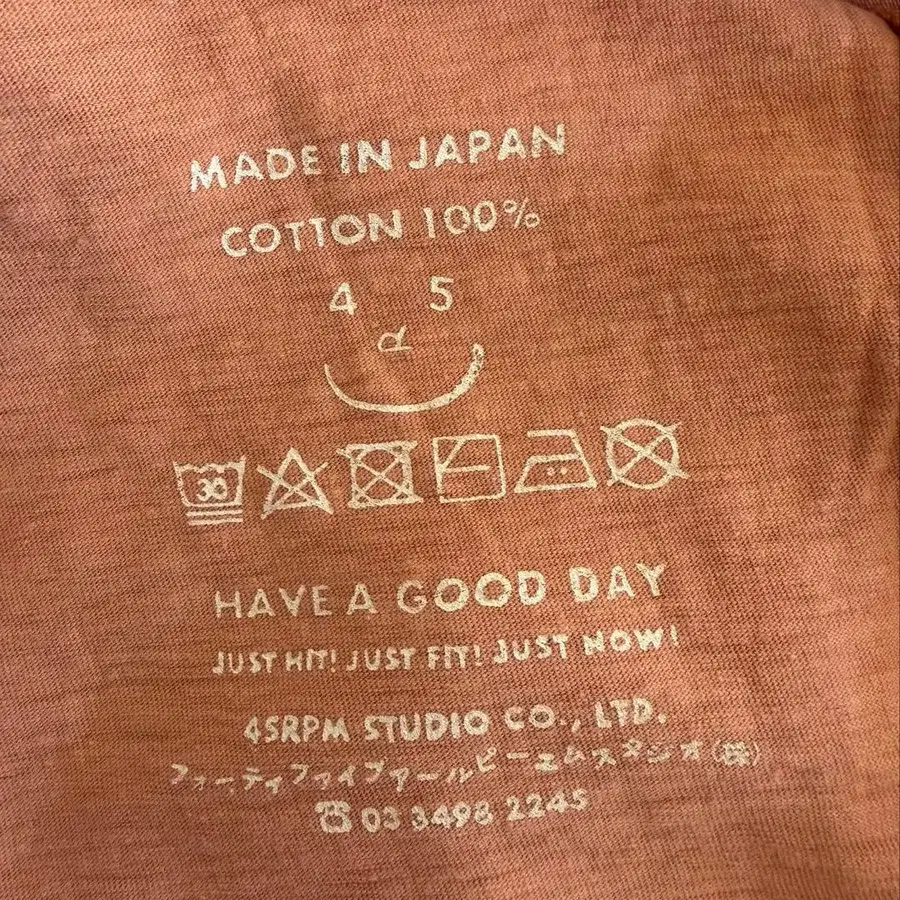 MADE IN JAPAN
COTTON 100%
4 5
R
30
HAVE A GOOD DAY
JUST HIT! JUST FIT! JUST NOW!
45RPM STUDIO CO., LTD.
フォーティファイブアールピーエムスタジオ(株)
☎03 3498 2245